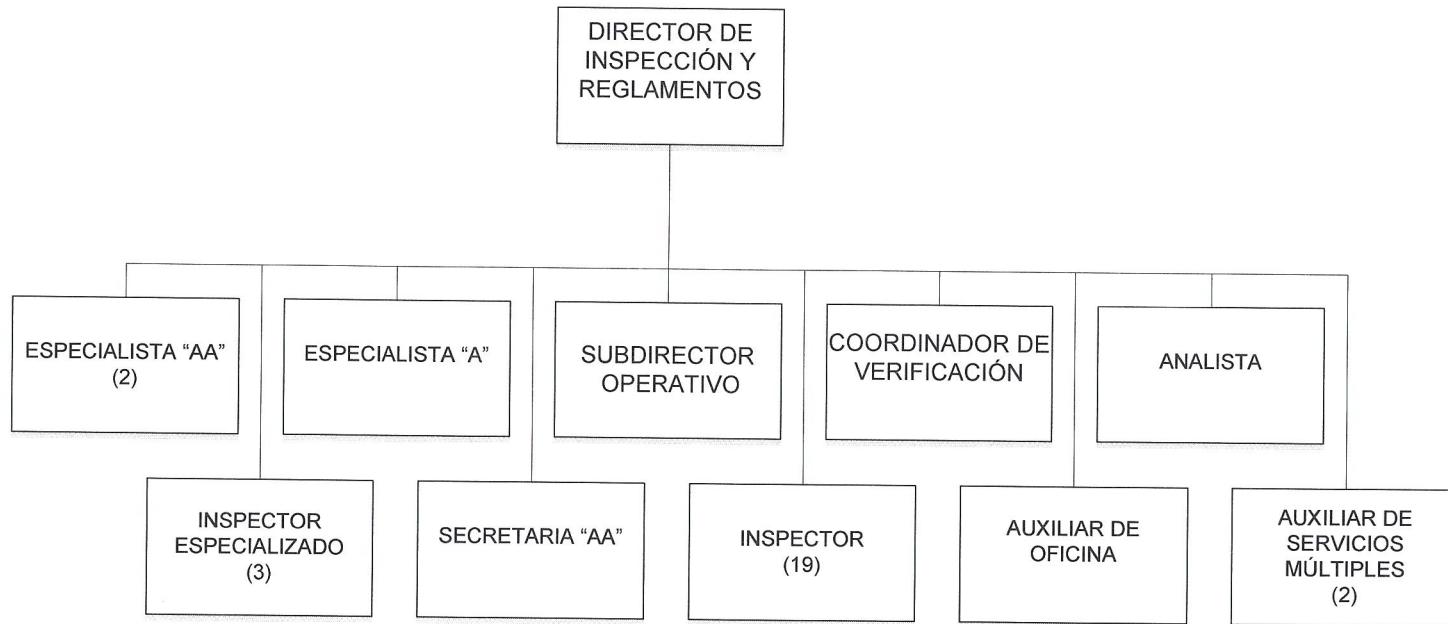 DIRECTOR DE
INSPECCIÓN Y
REGLAMENTOS
ESPECIALISTA “AA”
(2)
ESPECIALISTA “A”
SUBDIRECTOR
OPERATIVO
COORDINADOR DE
VERIFICACIÓN
ANALISTA
INSPECTOR
ESPECIALIZADO
(3)
SECRETARIA “AA”
INSPECTOR
(19)
AUXILIAR DE
OFICINA
AUXILIAR DE
SERVICIOS
MÚLTIPLES
(2)